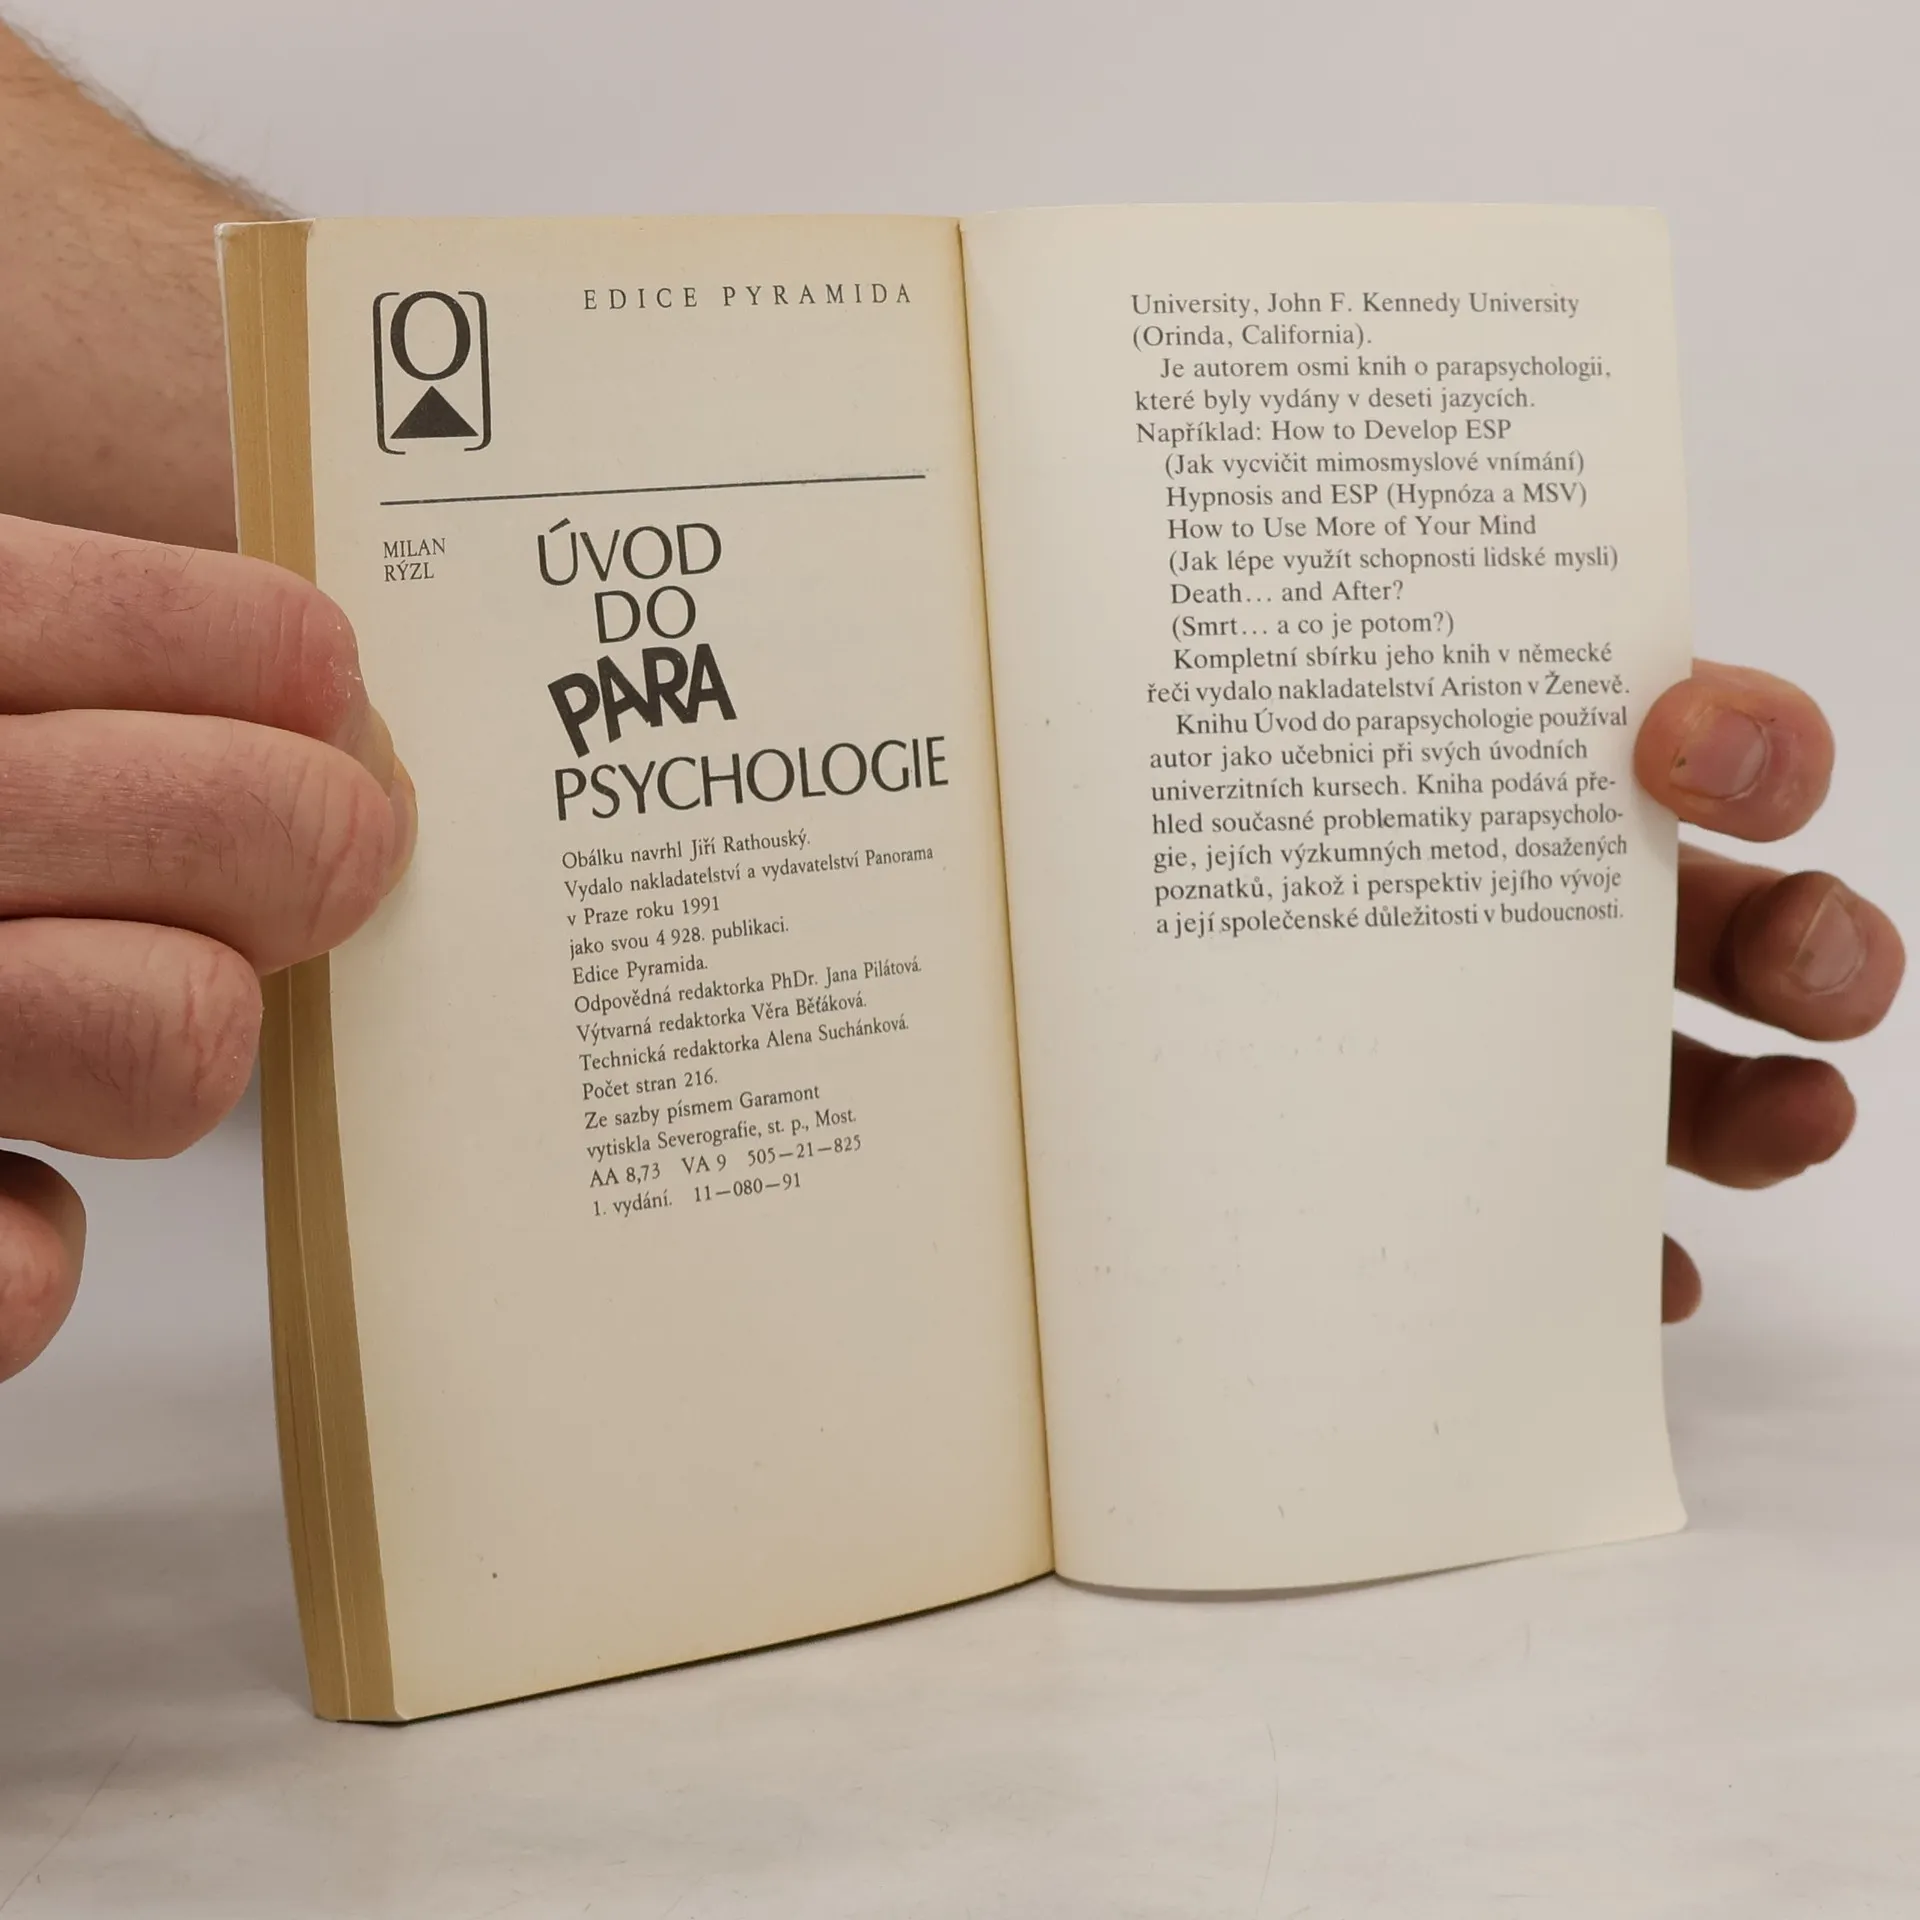 O
EDICE PYRAMIDA
MILAN
RÝZL
ÚVOD
DO
PARA
PSYCHOLOGIE
Obálku navrhl Jiří Rathouský.
Vydalo nakladatelství a vydavatelství Panorama
v Praze roku 1991
jako svou 4 928. publikaci.
Edice Pyramida.
Odpovědná redaktorka PhDr. Jana Pilátová.
Výtvarná redaktorka Věra Běťáková.
Technická redaktorka Alena Suchánková.
Počet stran 216.
Ze sazby písmem Garamont
vytiskla Severografie, st. p., Most.
AA 8,73 VA 9 505—21—825
1. vydání. 11—080—91
University, John F. Kennedy University
(Orinda, California).
Je autorem osmi knih o parapsychologii,
které byly vydány v deseti jazycích.
Například: How to Develop ESP
(Jak vycvičit mimosmyslové vnímání)
Hypnosis and ESP (Hypnóza a MSV)
How to Use More of Your Mind
(Jak lépe využít schopnosti lidské mysli)
Death... and After?
(Smrt... a co je potom?)
Kompletní sbírku jeho knih v německé
řeči vydalo nakladatelství Ariston v Ženevě.
Knihu Úvod do parapsychologie používal
autor jako učebnici při svých úvodních
univerzitních kursech. Kniha podává pře-
hled současné problematiky parapsycholo-
gie, jejích výzkumných metod, dosažených
poznatků, jakož i perspektiv jejího vývoje
a její společenské důležitosti v budoucnosti.